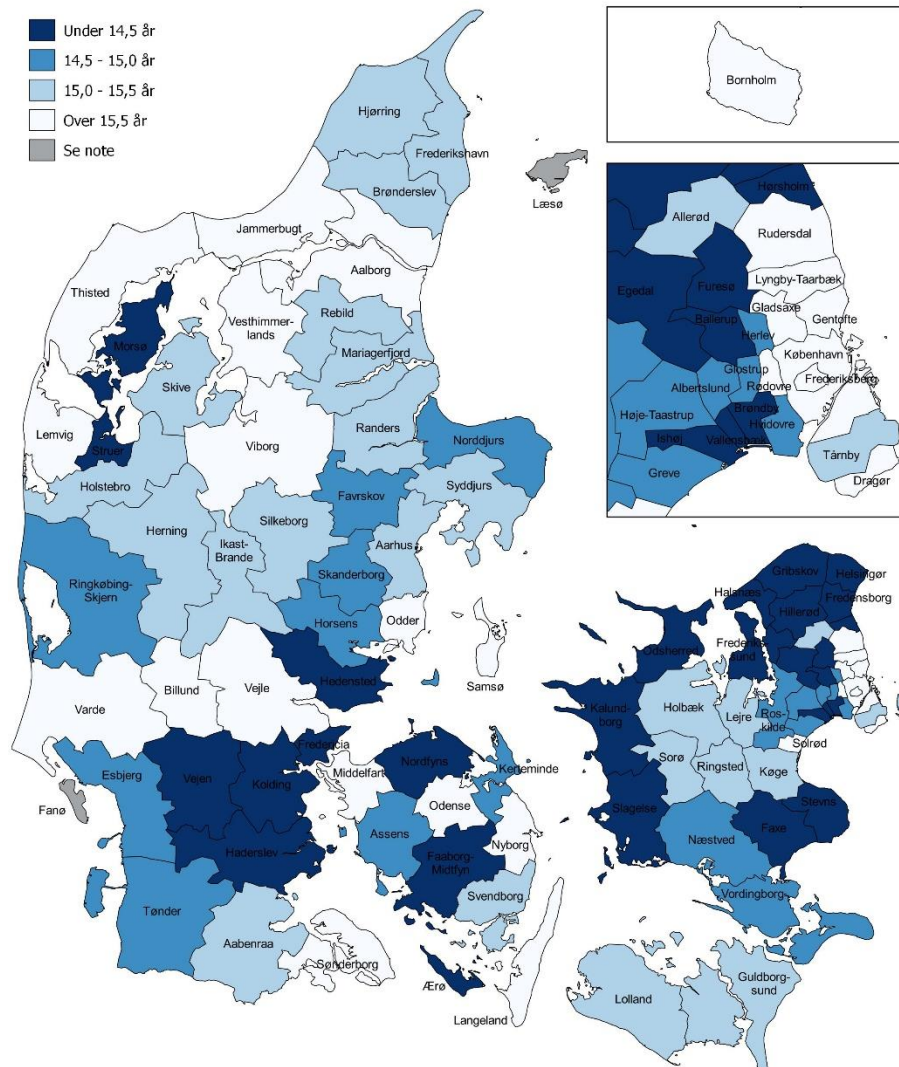 Under 14,5 år
14,5 - 15,0 år
15,0 - 15,5 år
Over 15,5 år
Se note
Bornholm
Hjørring
Frederikshavn
Brønderslev
Læsø
Jammerbugt
Aalborg
Thisted
Vesthimmer-
lands
Rebild
Morsø
Mariagerfjord
Skive
Lemvig
Struer
Viborg
Randers
Norddjurs
Holstebro
Favrskov
Syddjurs
Herning
Silkeborg
Ikast-
Brande
Aarhus
Ringkøbing-
Skjern
Skanderborg
Horsens
Odder
Hedensted
Samsø
Varde
Billund
Vejle
Fredericia
Esbjerg
Vejen
Kolding
Middelfart
Nordfyns
Kerteminde
Fanø
Odense
Assens
Nyborg
Haderslev
Faaborg-
Midtfyn
Svendborg
Tønder
Aabenraa
Sønderborg
Ærø
Langeland
Hørsholm
Allerød
Rudersdal
Egedal
Furesø
Lyngby-Taarbæk
Gladsaxe
Ballerup
Gentofte
Herlev
København
Glostrup
Frederiksberg
Albertslund
Rødovre
Høje-Taastrup
Brøndby
Hvidovre
Ishøj
Vallensbæk
Tårnby
Greve
Dragør
Gribskov
Helsingør
Halsnæs
Fredensborg
Hillerød
Odsherred
Frederiks-
sund
Kalund-
borg
Holbæk
Lejre
Ros-
kilde
Solrød
Sorø
Ringsted
Køge
Slagelse
Stevns
Faxe
Næstved
Vordingborg
Guldborg-
sund
Lolland